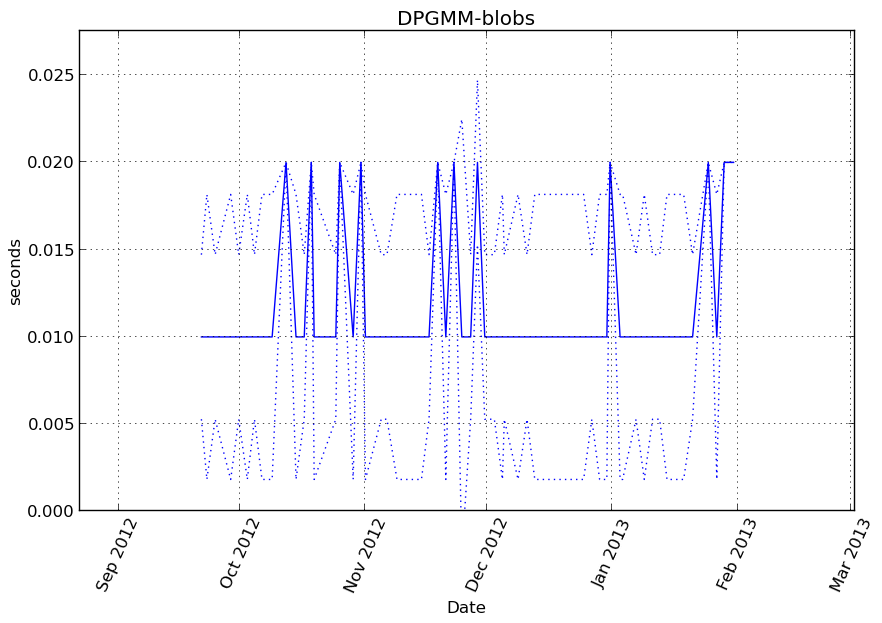 DPGMM-blobs
0.025
0.020
0.015
0.010
0.005
0.000
seconds
Sep 2012
Oct 2012
Nov 2012
Dec 2012
Jan 2013
Feb 2013
Mar 2013
Date